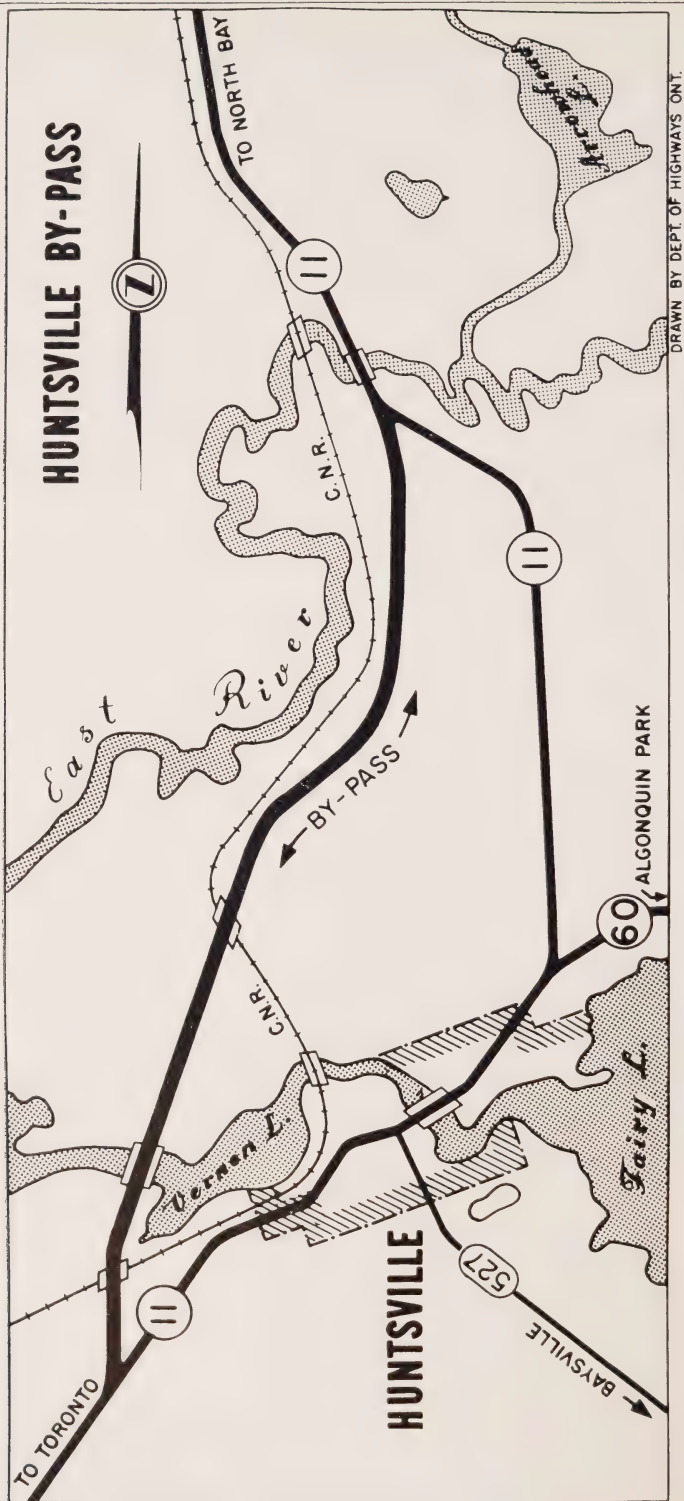 HUNTSVILLE BY-PASS
N
TO NORTH BAY
11
Arrowhead
L.
C.N.R.
East
River
BY-PASS
11
C.N.R.
ALGONQUIN PARK
60
Vernon L.
Fairy L.
HUNTSVILLE
11
527
BAYSVILLE
TO TORONTO
DRAWN BY DEPT. OF HIGHWAYS ONT.